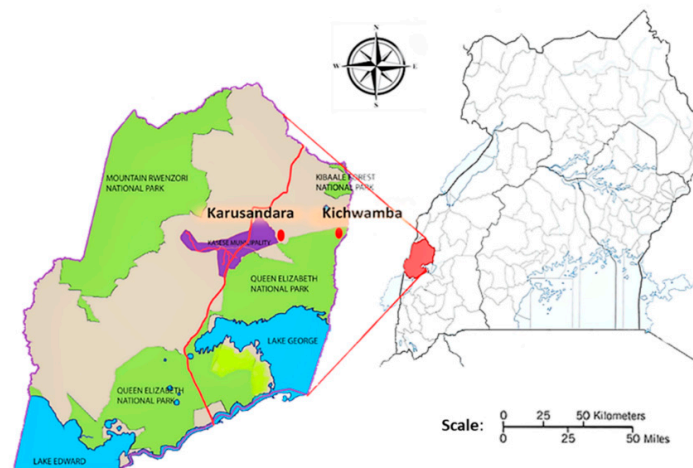 N
W E
S
MOUNTAIN RWENZORI
NATIONAL PARK
KIBAALE FOREST
NATIONAL PARK
Karusandara
Kichwamba
KASESE MUNICIPALITY
QUEEN ELIZABETH
NATIONAL PARK
LAKE GEORGE
QUEEN ELIZABETH
NATIONAL PARK
LAKE EDWARD
Scale:
0 25 50 Kilometers
0 25 50 Miles